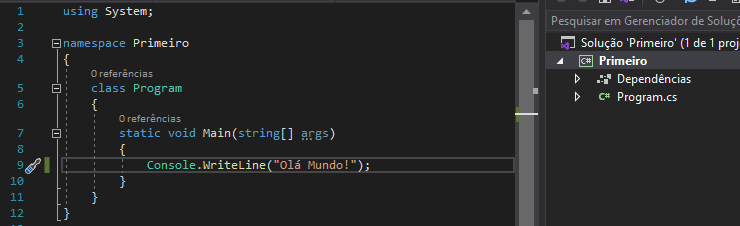 1 using System;
2
3 namespace Primeiro
4 {
0 referências
5 class Program
6 {
0 referências
7 static void Main(string[] args)
8 {
9 Console.WriteLine("Olá Mundo!");
10 }
11 }
12 }
Pesquisar em Gerenciador de Soluçõ
Solução 'Primeiro' (1 de 1 proj
C# Primeiro
Dependências
C# Program.cs